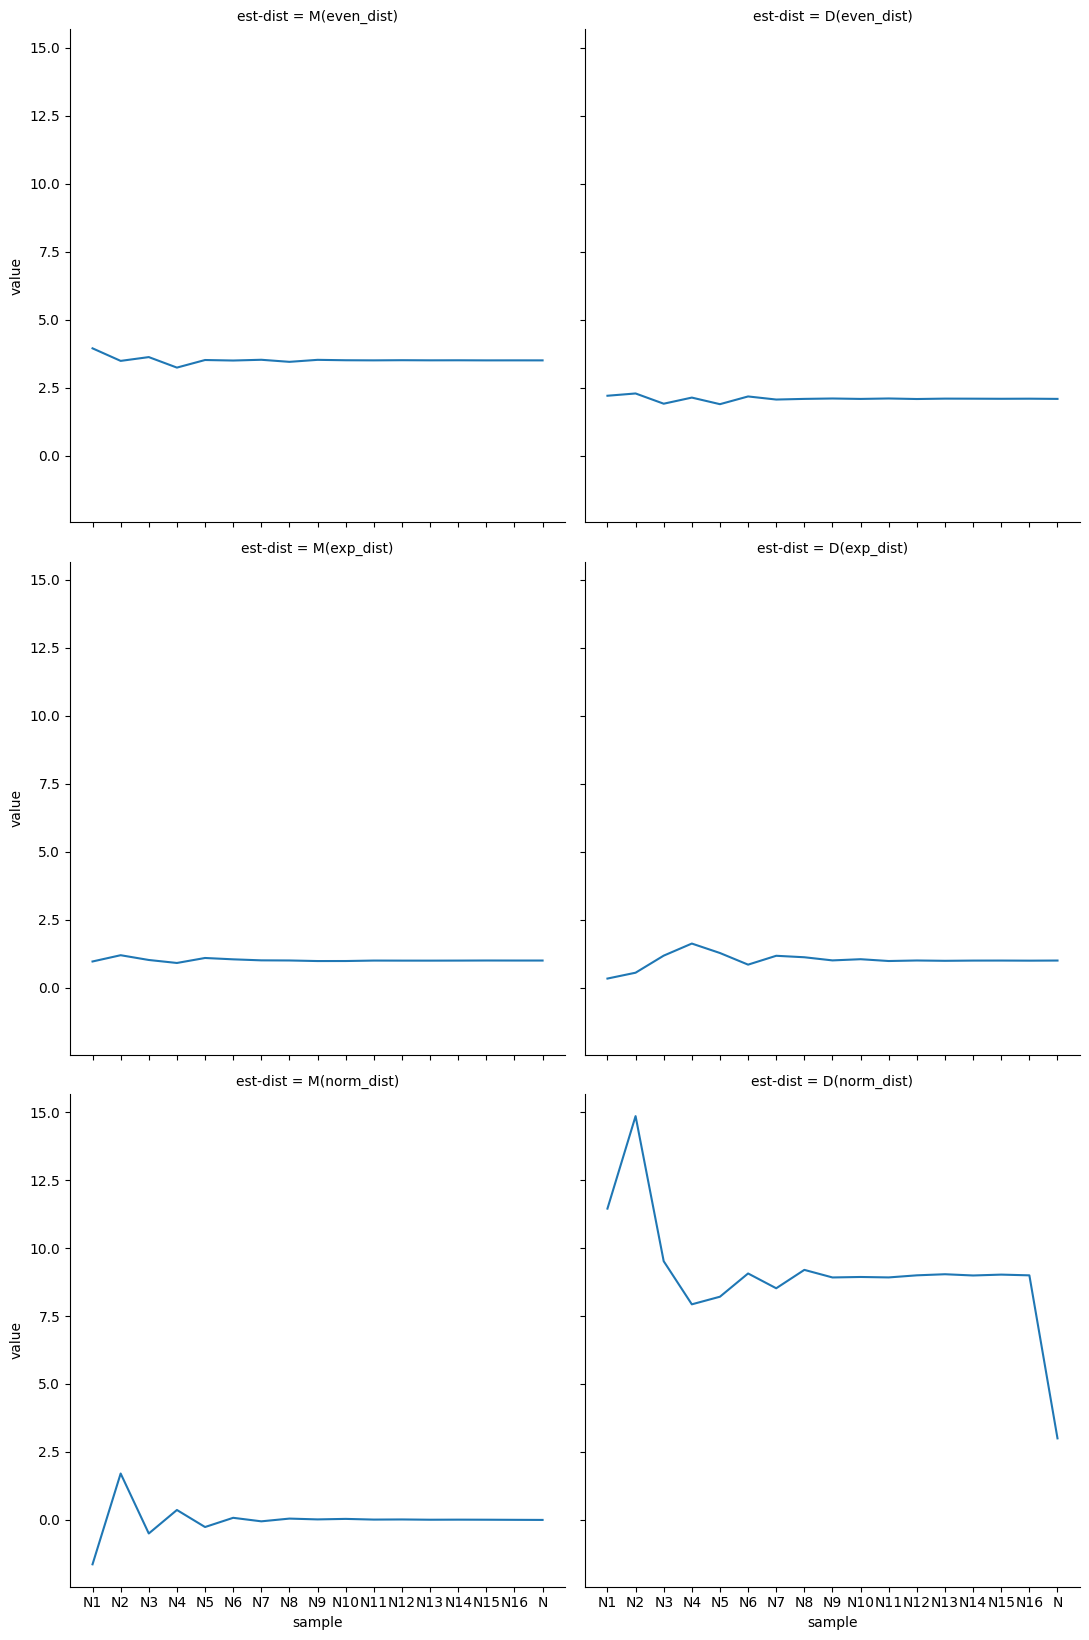 est-dist = M(even_dist)
est-dist = D(even_dist)
15.0
12.5
10.0
7.5
5.0
2.5
0.0
value
est-dist = M(exp_dist)
est-dist = D(exp_dist)
15.0
12.5
10.0
7.5
5.0
2.5
0.0
value
est-dist = M(norm_dist)
est-dist = D(norm_dist)
15.0
12.5
10.0
7.5
5.0
2.5
0.0
value
N1 N2 N3 N4 N5 N6 N7 N8 N9 N10 N11 N12 N13 N14 N15 N16 N
sample
N1 N2 N3 N4 N5 N6 N7 N8 N9 N10 N11 N12 N13 N14 N15 N16 N
sample